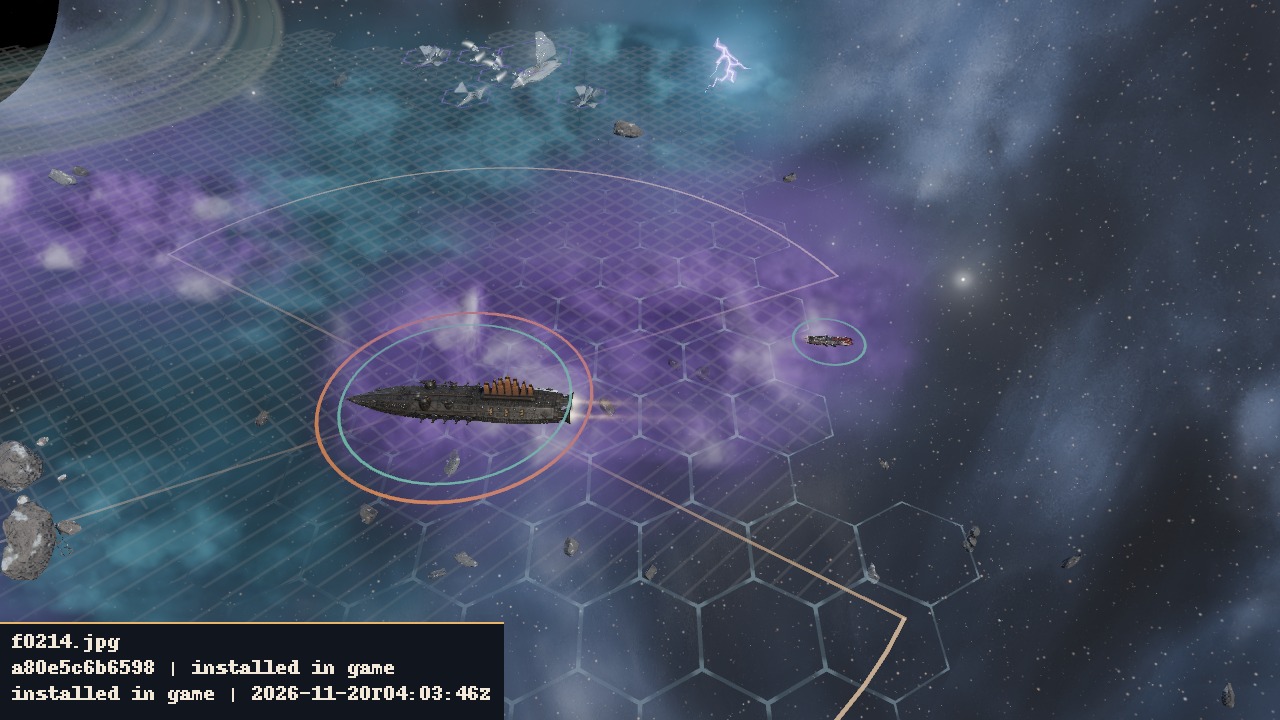 f0214.jpg
a80e5c6b6598 | installed in game
installed in game | 2026-11-20T04:03:46Z